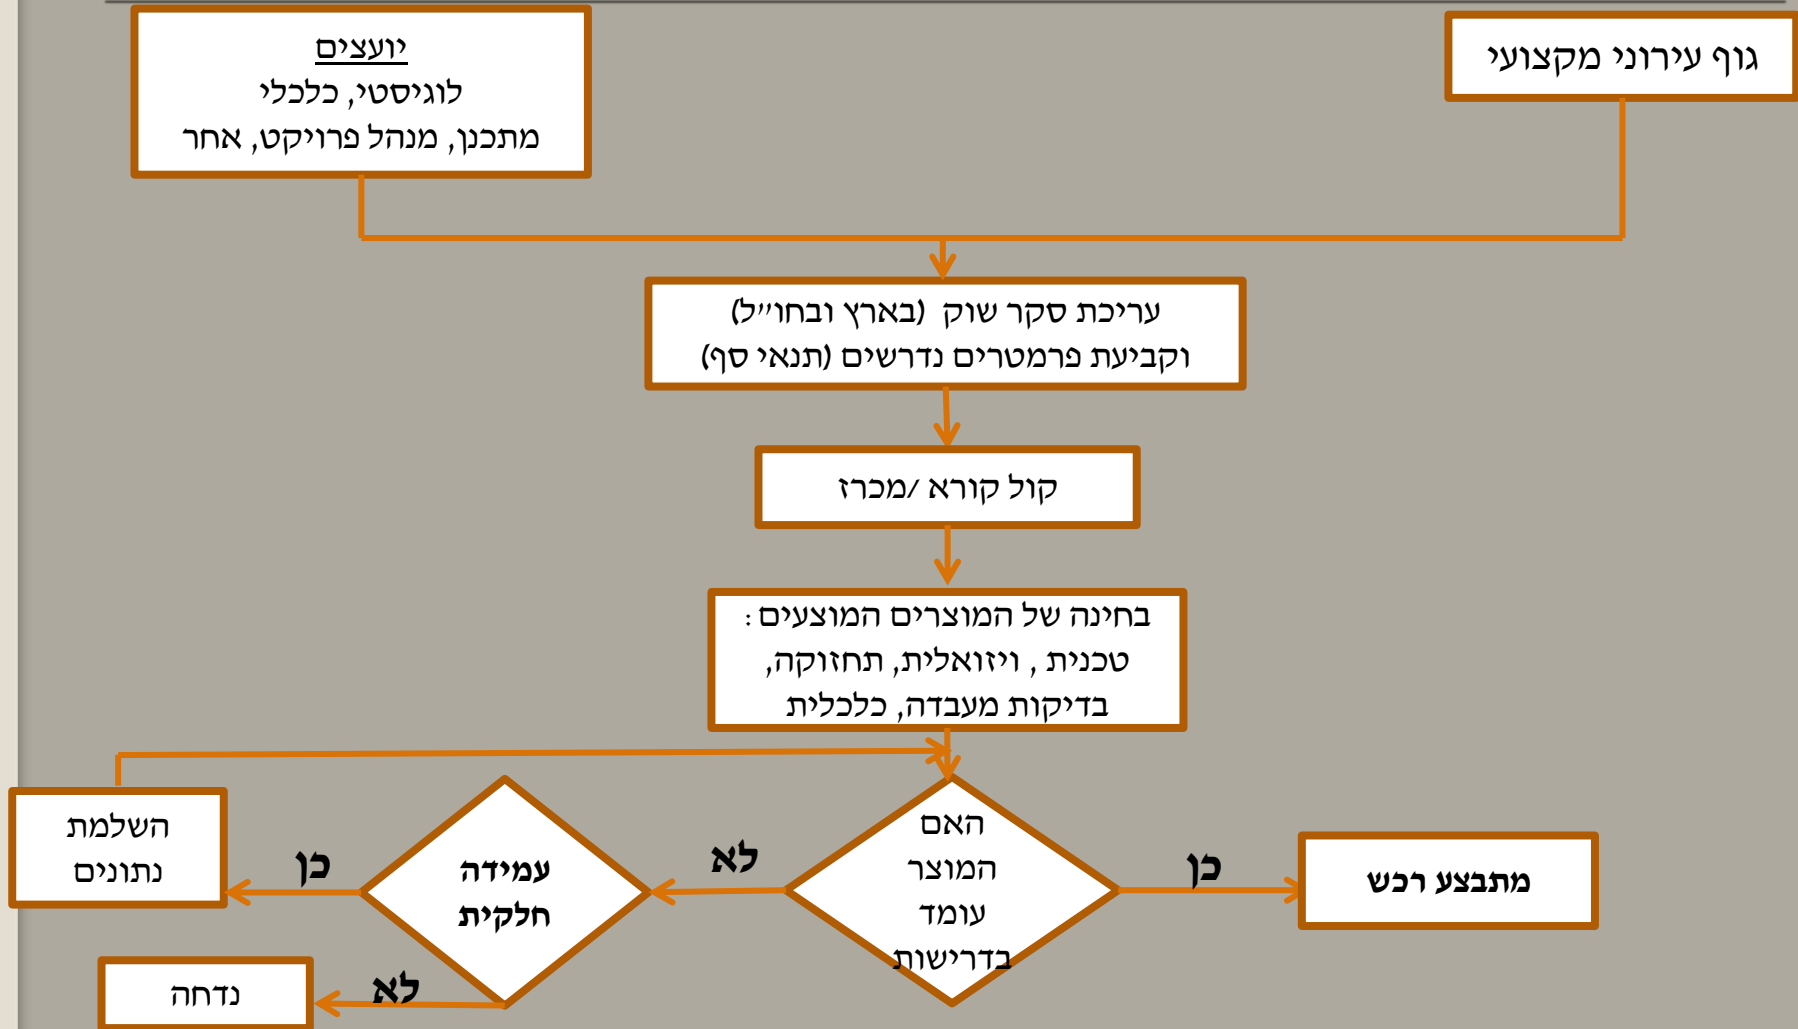 גוף עירוני מקצועי
יועצים
לוגיסטי, כלכלי
מתכנן, מנהל פרויקט, אחר
עריכת סקר שוק (בארץ ובחו״ל)
וקביעת פרמטרים נדרשים (תנאי סף)
קול קורא /מכרז
בחינה של המוצרים המוצעים :
טכנית , ויזואלית, תחזוקה,
בדיקות מעבדה, כלכלית
האם
המוצר
עומד
בדרישות
כן
מתבצע רכש
לא
עמידה
חלקית
כן
השלמת
נתונים
לא
נדחה